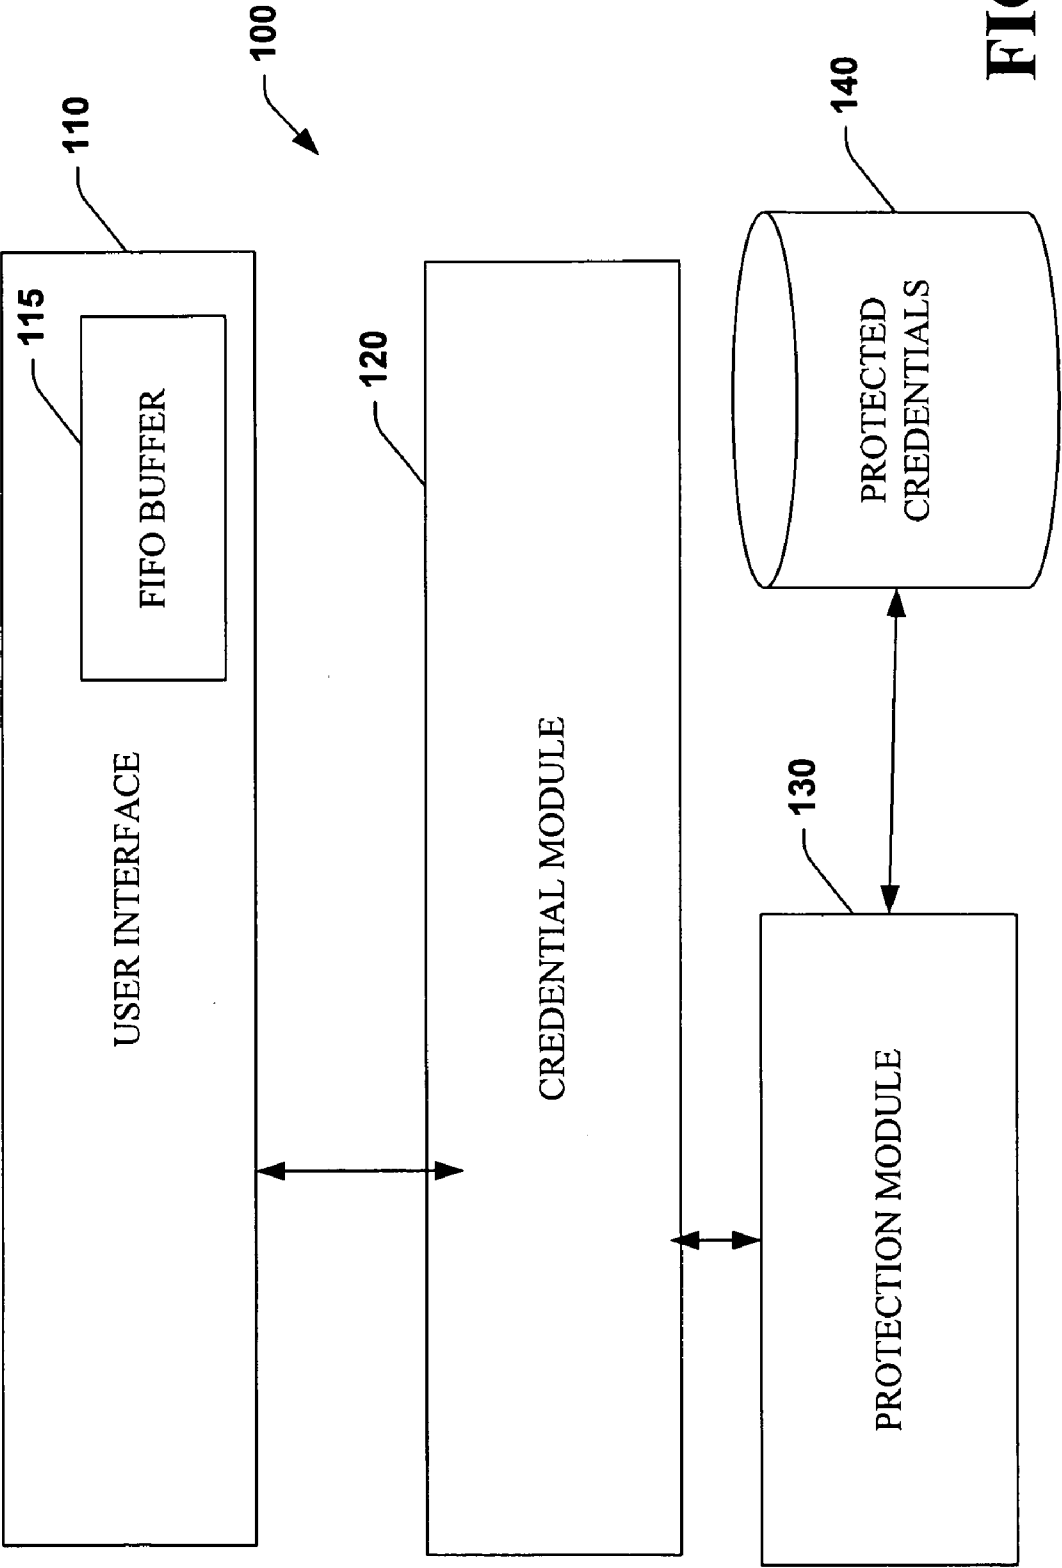 100
110
115
FIFO BUFFER
USER INTERFACE
120
CREDENTIAL MODULE
130
PROTECTION MODULE
140
PROTECTED
CREDENTIALS